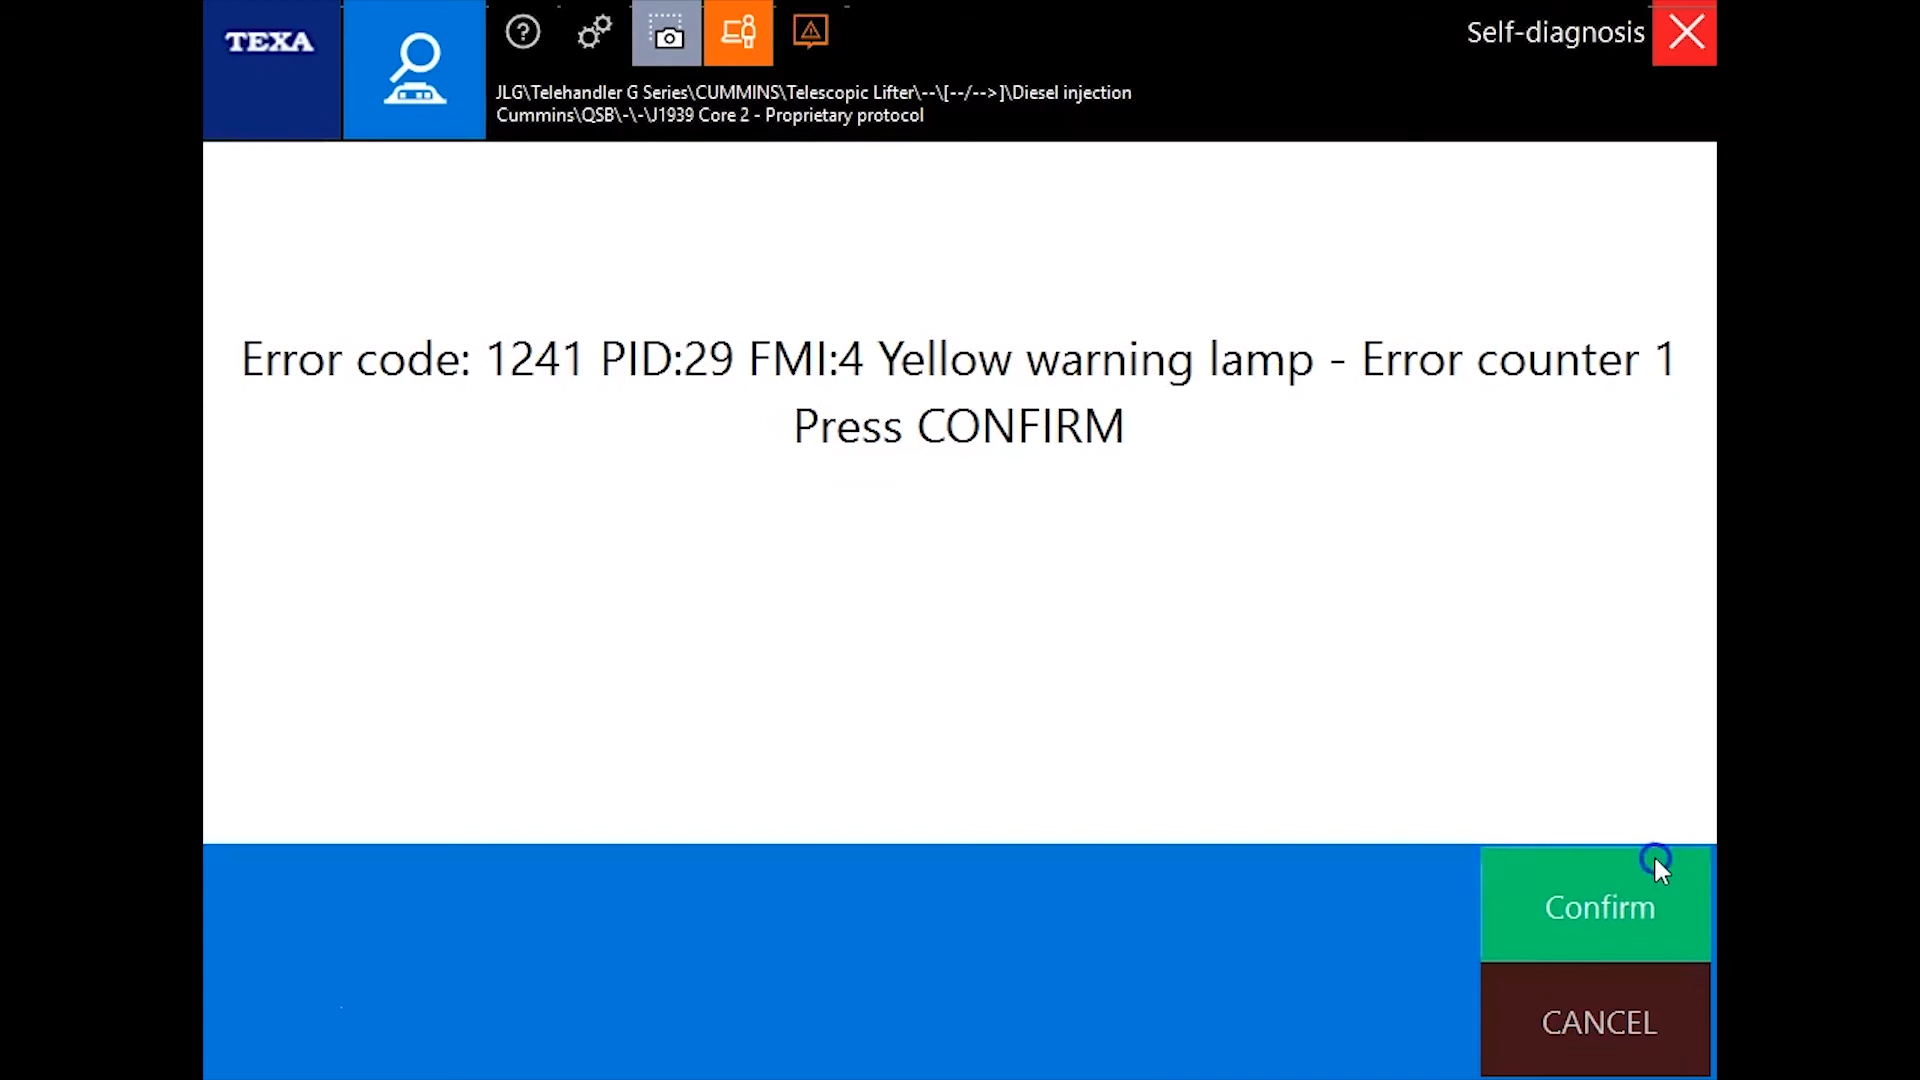 TEXA
Self-diagnosis
JLG\Telehandler G Series\CUMMINS\Telescopic Lifter\--\[--/-->]\Diesel injection
Cummins\QSB\-\-\J1939 Core 2 - Proprietary protocol
Error code: 1241 PID:29 FMI:4 Yellow warning lamp - Error counter 1
Press CONFIRM
Confirm
CANCEL